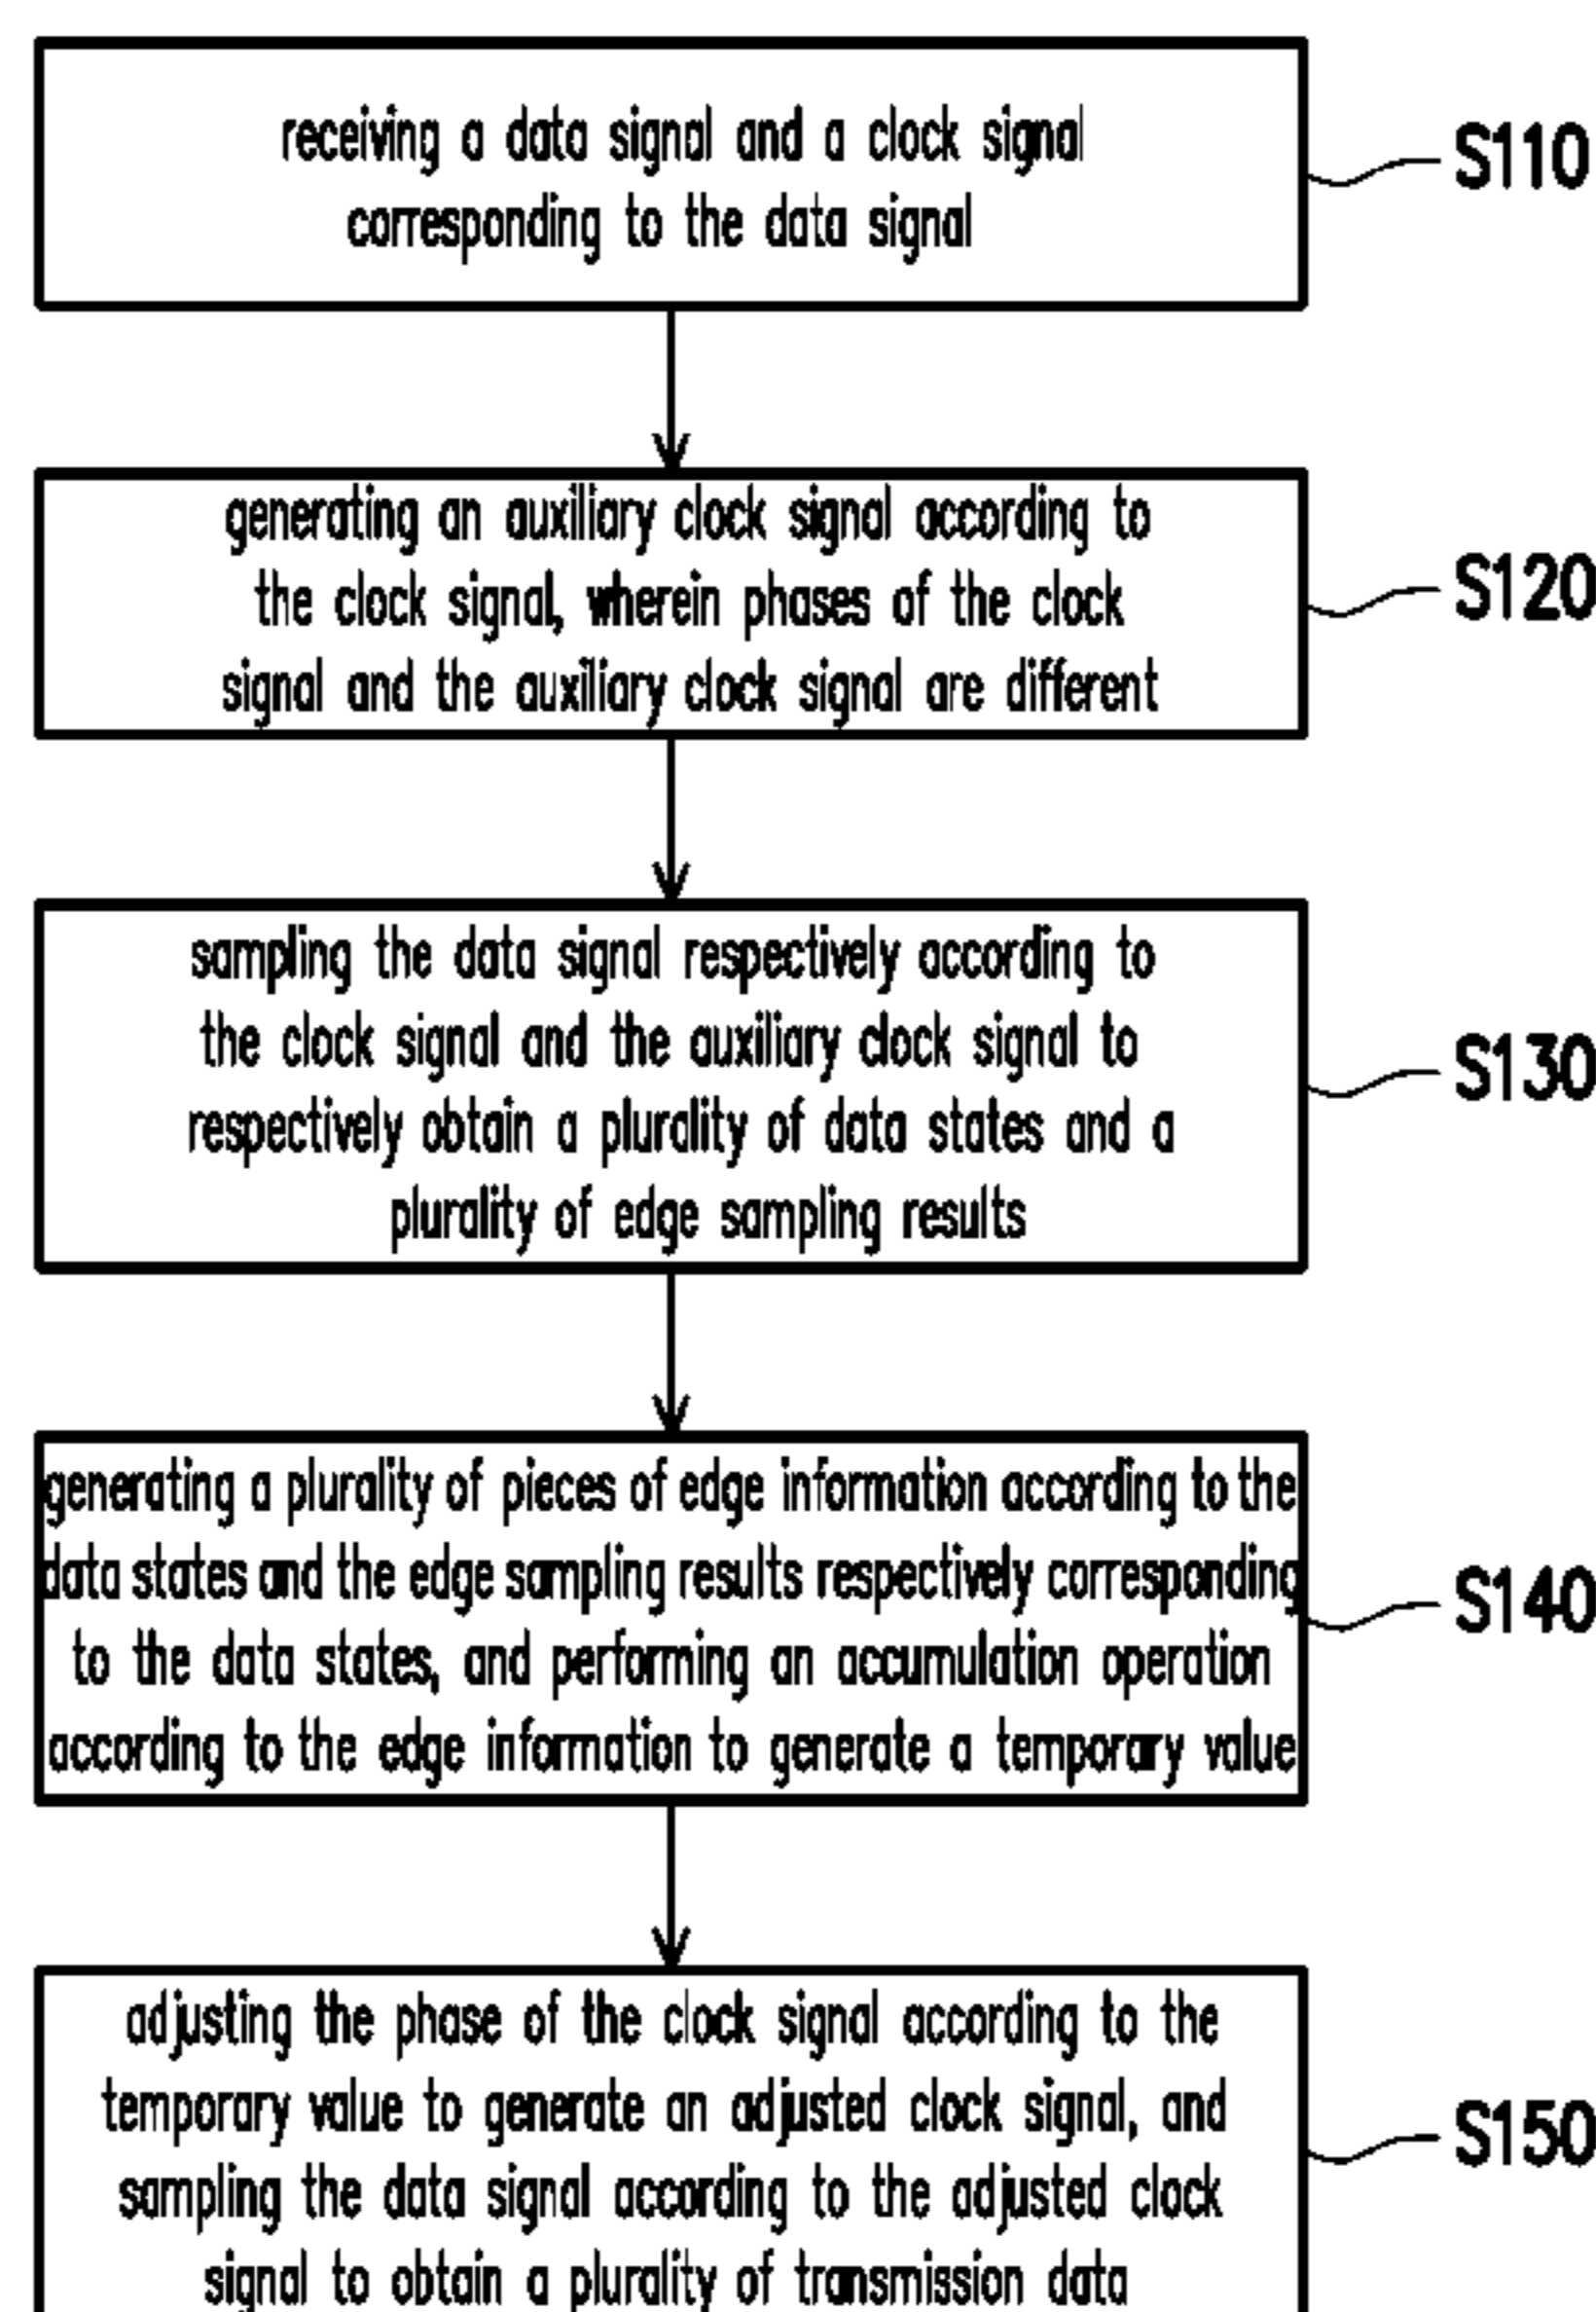 receiving a data signal and a clock signal
corresponding to the data signal
S110
generating an auxiliary clock signal according to
the clock signal, wherein phases of the clock
signal and the auxiliary clock signal are different
S120
sampling the data signal respectively according to
the clock signal and the auxiliary clock signal to
respectively obtain a plurality of data states and a
plurality of edge sampling results
S130
generating a plurality of pieces of edge information according to the
data states and the edge sampling results respectively corresponding
to the data states, and performing an accumulation operation
according to the edge information to generate a temporary value
S140
adjusting the phase of the clock signal according to the
temporary value to generate an adjusted clock signal, and
sampling the data signal according to the adjusted clock
signal to obtain a plurality of transmission data
S150